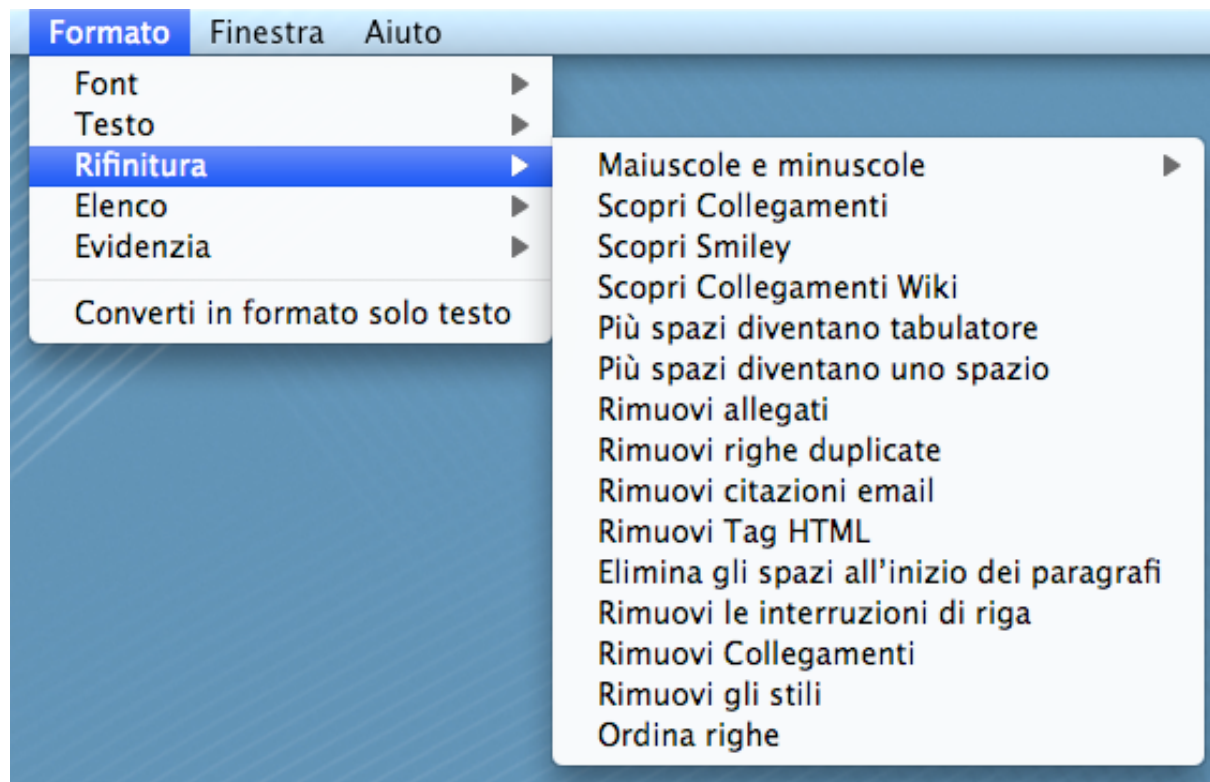 Formato Finestra Aiuto
Font
Testo
Rifinitura
Elenco
Evidenzia
Converti in formato solo testo
Maiuscole e minuscole
Scopri Collegamenti
Scopri Smiley
Scopri Collegamenti Wiki
Più spazi diventano tabulatore
Più spazi diventano uno spazio
Rimuovi allegati
Rimuovi righe duplicate
Rimuovi citazioni email
Rimuovi Tag HTML
Elimina gli spazi all’inizio dei paragrafi
Rimuovi le interruzioni di riga
Rimuovi Collegamenti
Rimuovi gli stili
Ordina righe